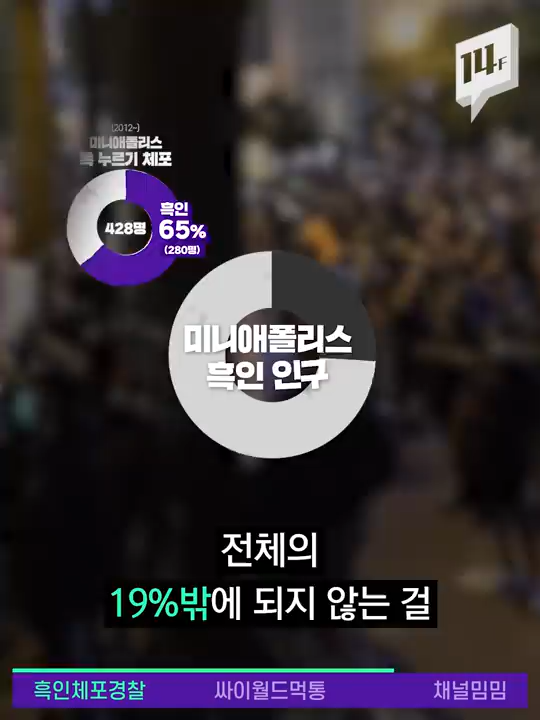 14F
(2012~)
미니애폴리스
목 누르기 체포
428명
흑인
65%
(280명)
미니애폴리스
흑인 인구
전체의
19%밖에 되지 않는 걸
흑인체포경찰 싸이월드먹통 채널밈밈